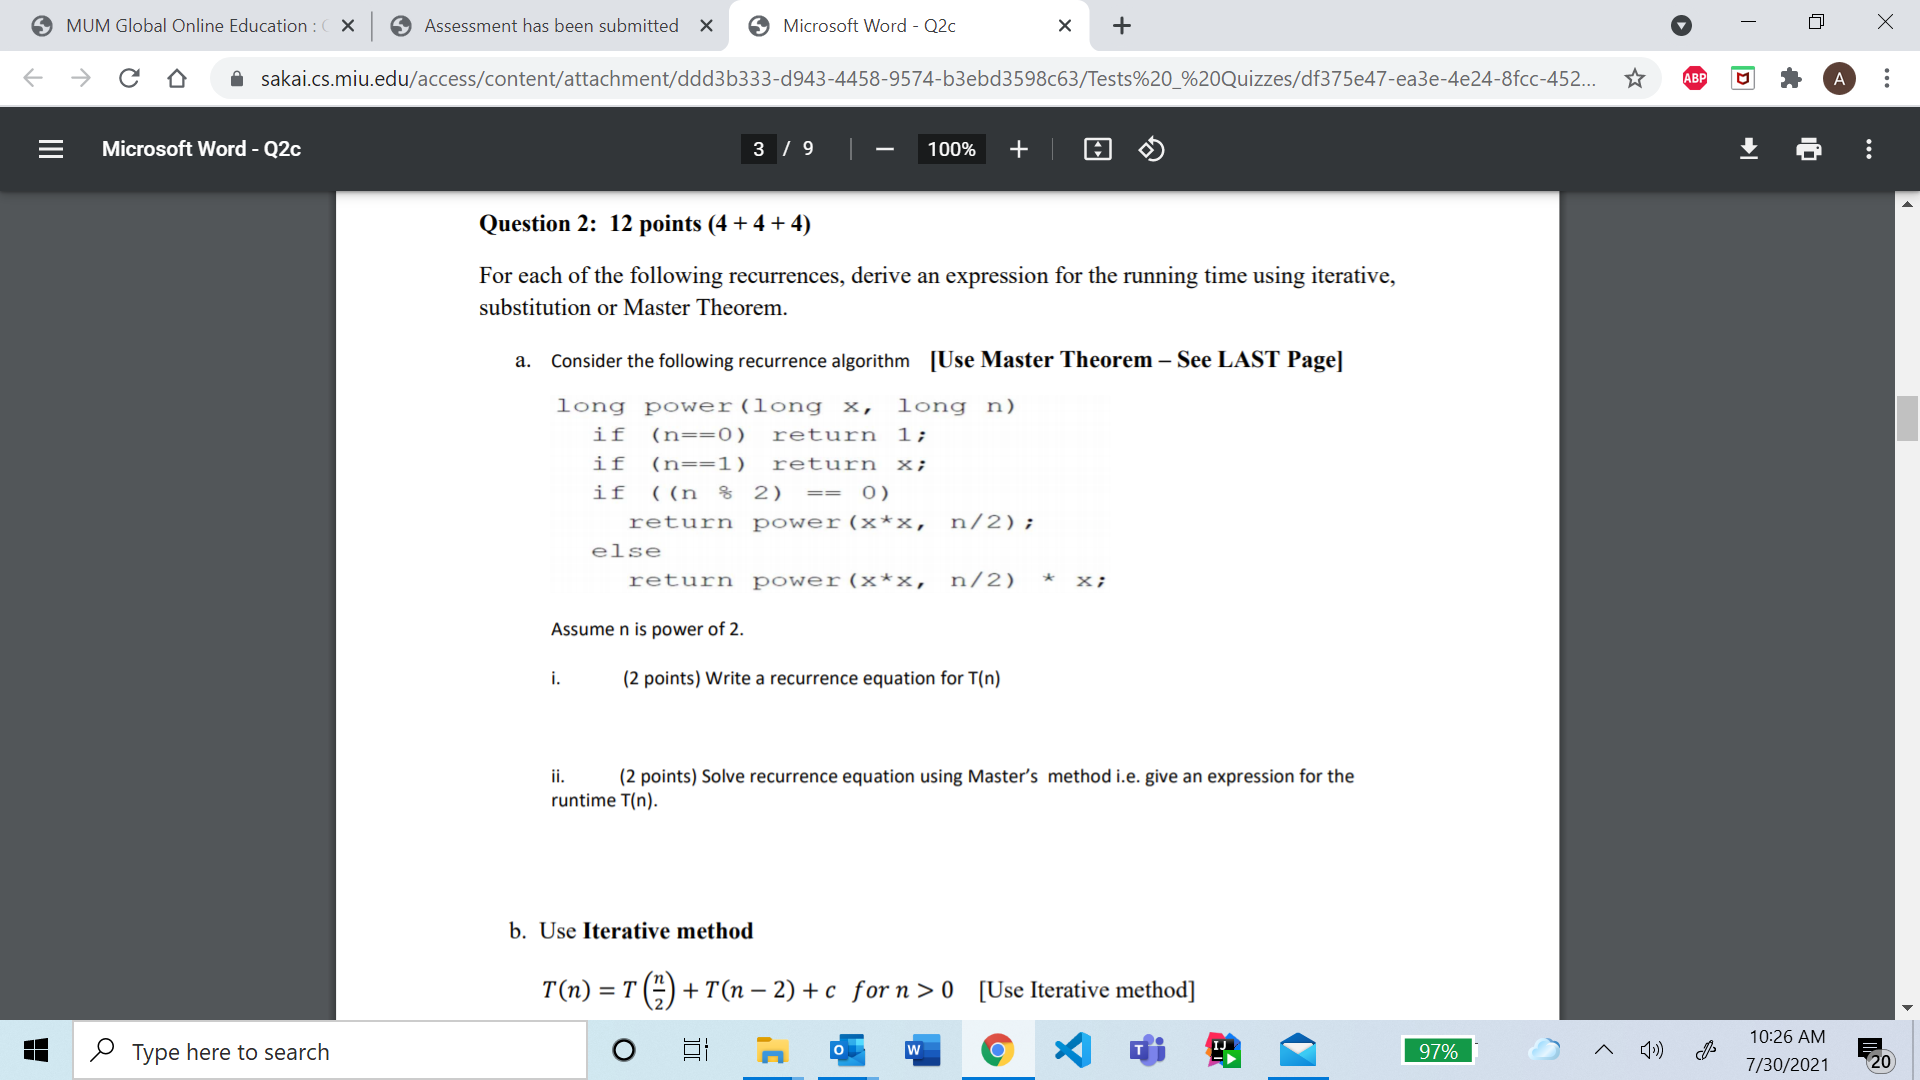 MUM Global Online Education :
Assessment has been submitted
Microsoft Word - Q2c
sakai.cs.miu.edu/access/content/attachment/ddd3b333-d943-4458-9574-b3ebd3598c63/Tests%20_%20Quizzes/df375e47-ea3e-4e24-8fcc-452...
ABP
A
Microsoft Word - Q2c
3 / 9
100%
Question 2: 12 points (4 + 4 + 4)
For each of the following recurrences, derive an expression for the running time using iterative,
substitution or Master Theorem.
a. Consider the following recurrence algorithm [Use Master Theorem – See LAST Page]
long power(long x, long n)
if (n==0) return 1;
if (n==1) return x;
if ((n % 2) == 0)
return power(x*x, n/2);
else
return power(x*x, n/2) * x;
Assume n is power of 2.
i. (2 points) Write a recurrence equation for T(n)
ii. (2 points) Solve recurrence equation using Master's method i.e. give an expression for the
runtime T(n).
b. Use Iterative method
T(n) = T(n/2) + T(n − 2) + c for n > 0 [Use Iterative method]
Type here to search
97%
10:26 AM
7/30/2021
20